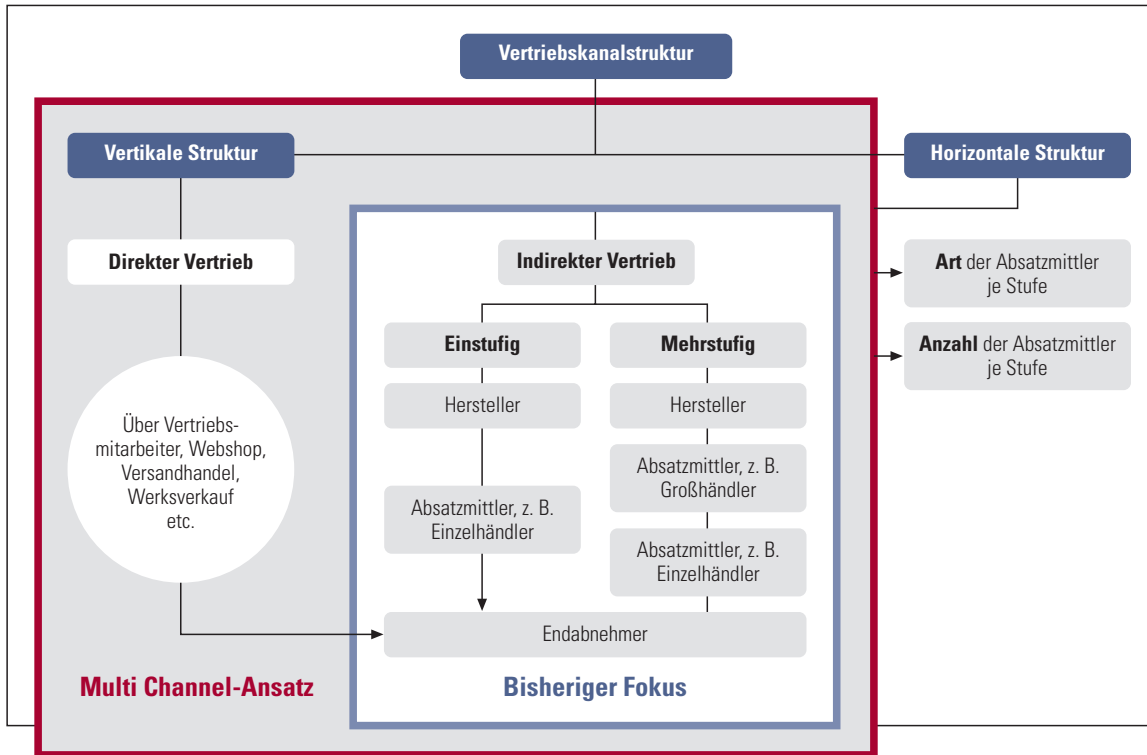 Vertriebskanalstruktur
Vertikale Struktur
Horizontale Struktur
Direkter Vertrieb
Indirekter Vertrieb
Art der Absatzmittler
je Stufe
Einstufig
Mehrstufig
Anzahl der Absatzmittler
je Stufe
Über Vertriebs-
mitarbeiter, Webshop,
Versandhandel,
Werksverkauf
etc.
Hersteller
Hersteller
Absatzmittler, z. B.
Großhändler
Absatzmittler, z. B.
Einzelhändler
Absatzmittler, z. B.
Einzelhändler
Endabnehmer
Multi Channel-Ansatz
Bisheriger Fokus